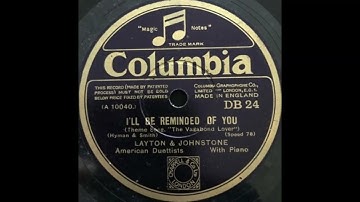 "Magic Notes"
TRADE MARK
Columbia
THIS RECORD (MADE BY PATENTED
PROCESS) MUST NOT BE SOLD
BELOW PRICE FIXED BY PATENTEES
(A 10040.)
COLUMBIA GRAPHOPHONE CO.,
LIMITED LONDON, E.C.1.
MADE IN ENGLAND
DB 24
I'LL BE REMINDED OF YOU
(Theme Song, "The Vagabond Lover")
(Hyman & Smith) (Speed 78)
LAYTON & JOHNSTONE
American Duettists With Piano